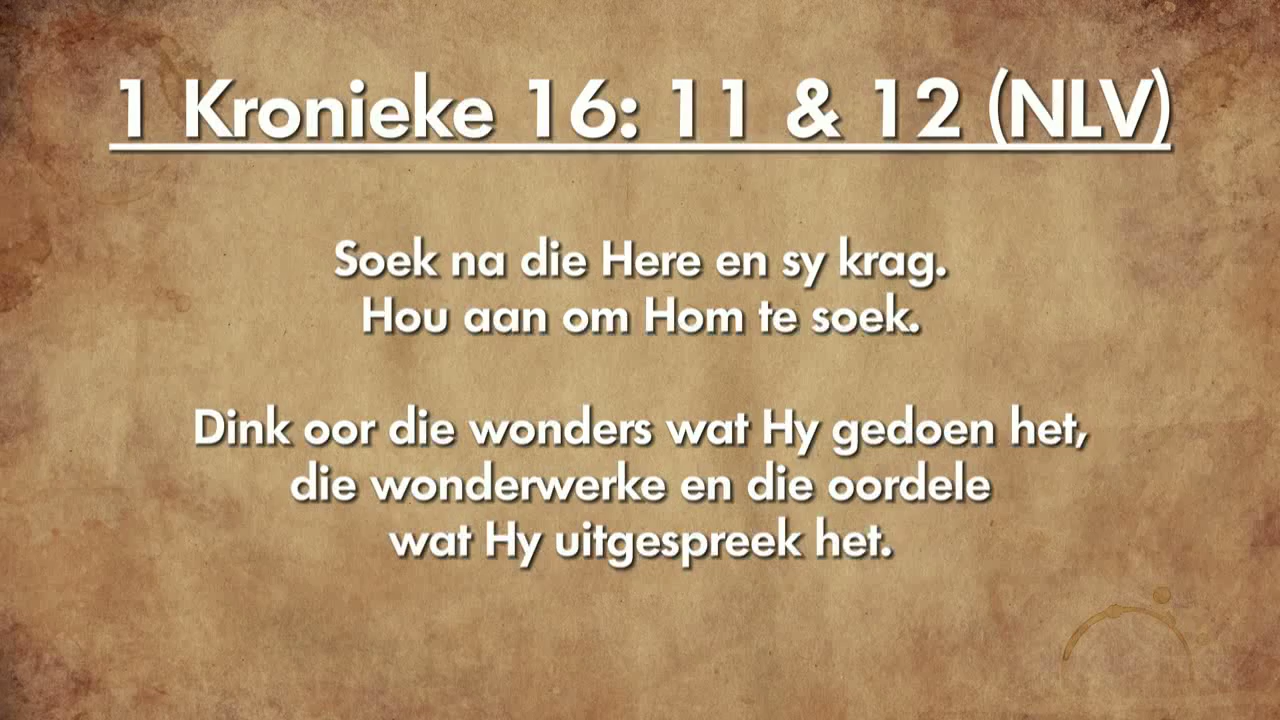 1 Kronieke 16: 11 & 12 (NLV)
Soek na die Here en sy krag.
Hou aan om Hom te soek.
Dink oor die wonders wat Hy gedoen het,
die wonderwerke en die oordele
wat Hy uitgespreek het.